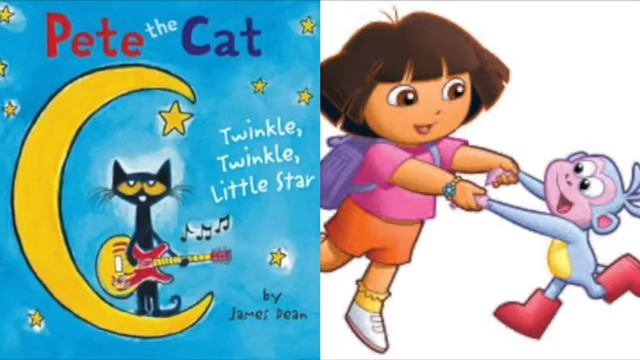 Pete the Cat
Twinkle,
Twinkle,
Little Star
by
James Dean